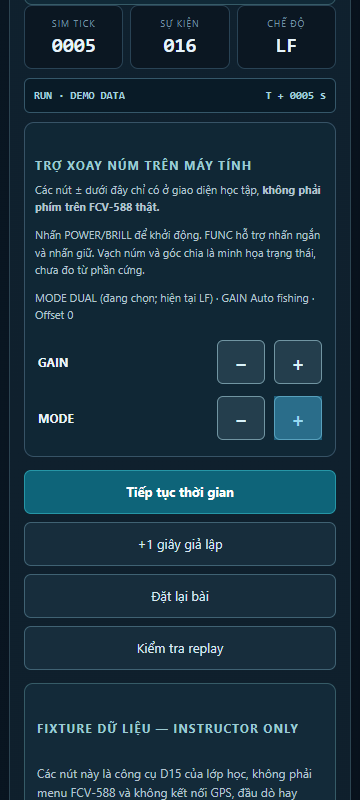 SIM TICK
0005
SỰ KIỆN
016
CHẾ ĐỘ
LF
RUN · DEMO DATA
T + 0005 s
TRỢ XOAY NÚM TRÊN MÁY TÍNH
Các nút ± dưới đây chỉ có ở giao diện học tập, không phải
phím trên FCV-588 thật.
Nhấn POWER/BRILL để khởi động. FUNC hỗ trợ nhấn ngắn
và nhấn giữ. Vạch núm và góc chia là minh họa trạng thái,
chưa đo từ phần cứng.
MODE DUAL (đang chọn; hiện tại LF) · GAIN Auto fishing ·
Offset 0
GAIN
−
+
MODE
−
+
Tiếp tục thời gian
+1 giây giả lập
Đặt lại bài
Kiểm tra replay
FIXTURE DỮ LIỆU — INSTRUCTOR ONLY
Các nút này là công cụ D15 của lớp học, không phải
menu FCV-588 và không kết nối GPS, đầu dò hay